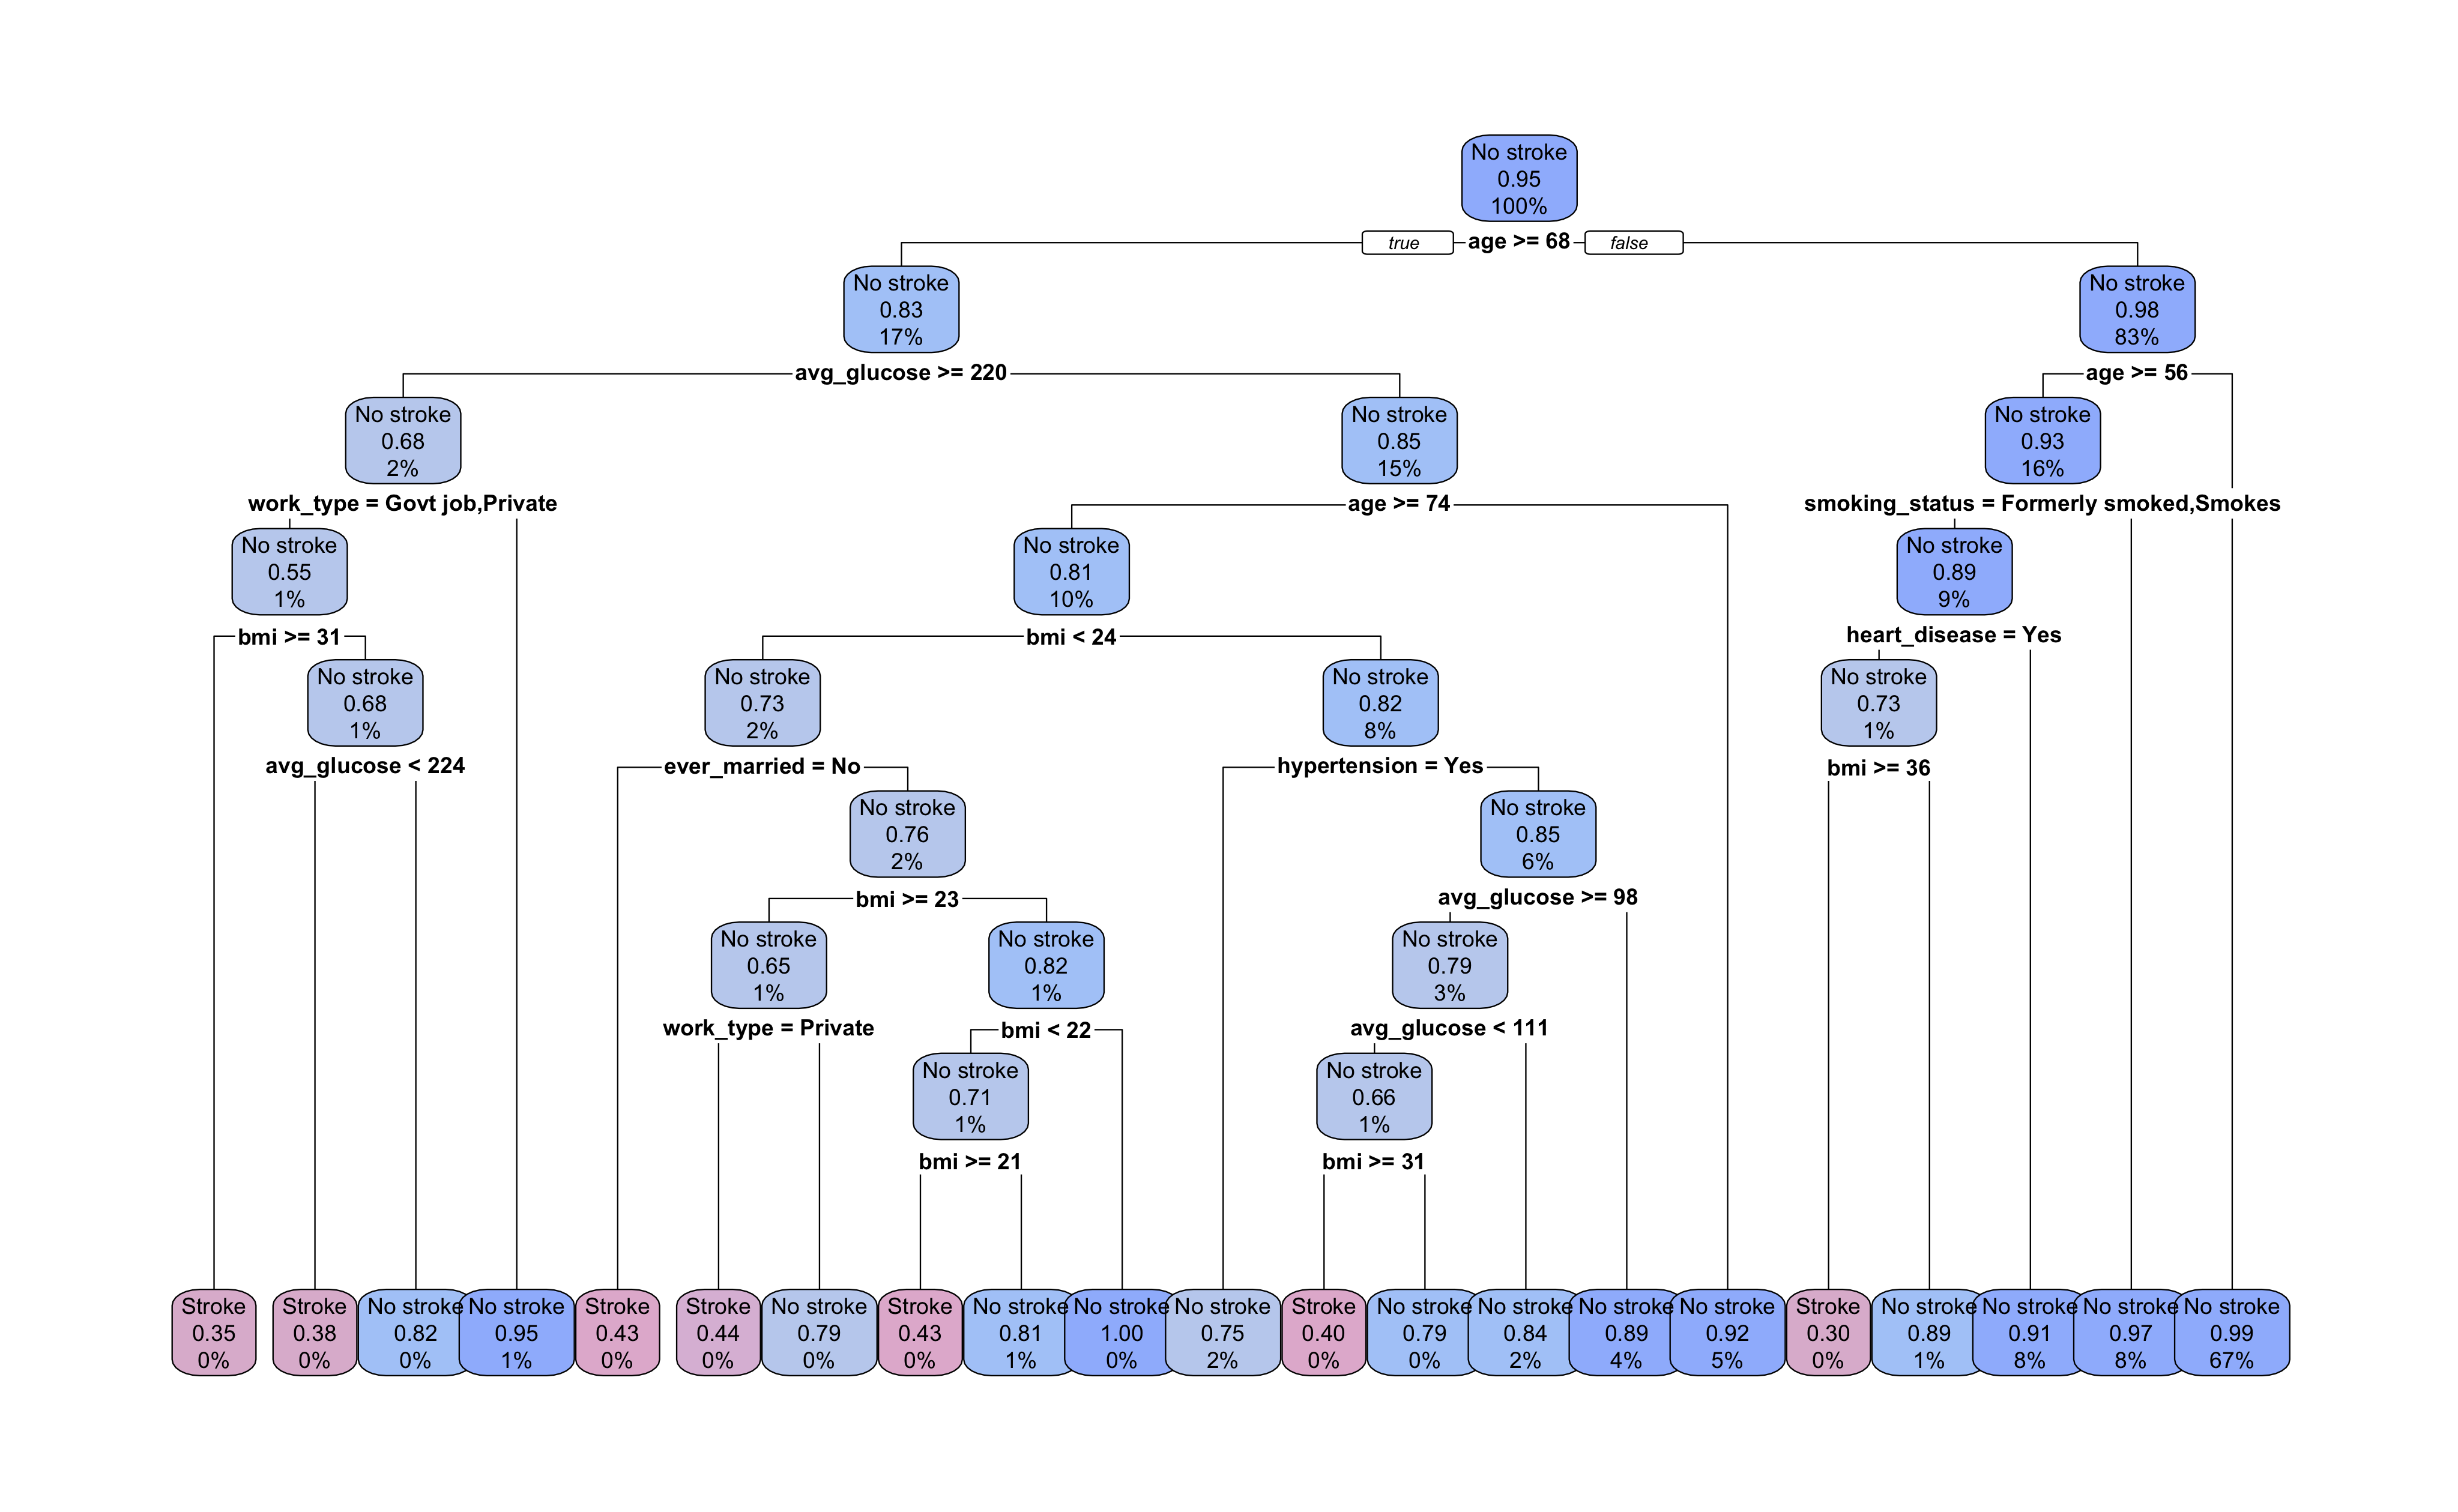 No stroke
0.95
100%
true
age >= 68
false
No stroke
0.83
17%
No stroke
0.98
83%
avg_glucose >= 220
age >= 56
No stroke
0.68
2%
No stroke
0.85
15%
No stroke
0.93
16%
work_type = Govt job,Private
age >= 74
smoking_status = Formerly smoked,Smokes
No stroke
0.55
1%
No stroke
0.81
10%
No stroke
0.89
9%
bmi >= 31
bmi < 24
heart_disease = Yes
No stroke
0.68
1%
No stroke
0.73
2%
No stroke
0.82
8%
No stroke
0.73
1%
avg_glucose < 224
ever_married = No
hypertension = Yes
bmi >= 36
No stroke
0.76
2%
No stroke
0.85
6%
bmi >= 23
avg_glucose >= 98
No stroke
0.65
1%
No stroke
0.82
1%
No stroke
0.79
3%
work_type = Private
bmi < 22
avg_glucose < 111
No stroke
0.71
1%
No stroke
0.66
1%
bmi >= 21
bmi >= 31
Stroke
0.35
0%
Stroke
0.38
0%
No stroke
0.82
0%
No stroke
0.95
1%
Stroke
0.43
0%
Stroke
0.44
0%
No stroke
0.79
0%
Stroke
0.43
0%
No stroke
0.81
1%
No stroke
1.00
0%
No stroke
0.75
2%
Stroke
0.40
0%
No stroke
0.79
0%
No stroke
0.84
2%
No stroke
0.89
4%
No stroke
0.92
5%
Stroke
0.30
0%
No stroke
0.89
1%
No stroke
0.91
8%
No stroke
0.97
8%
No stroke
0.99
67%